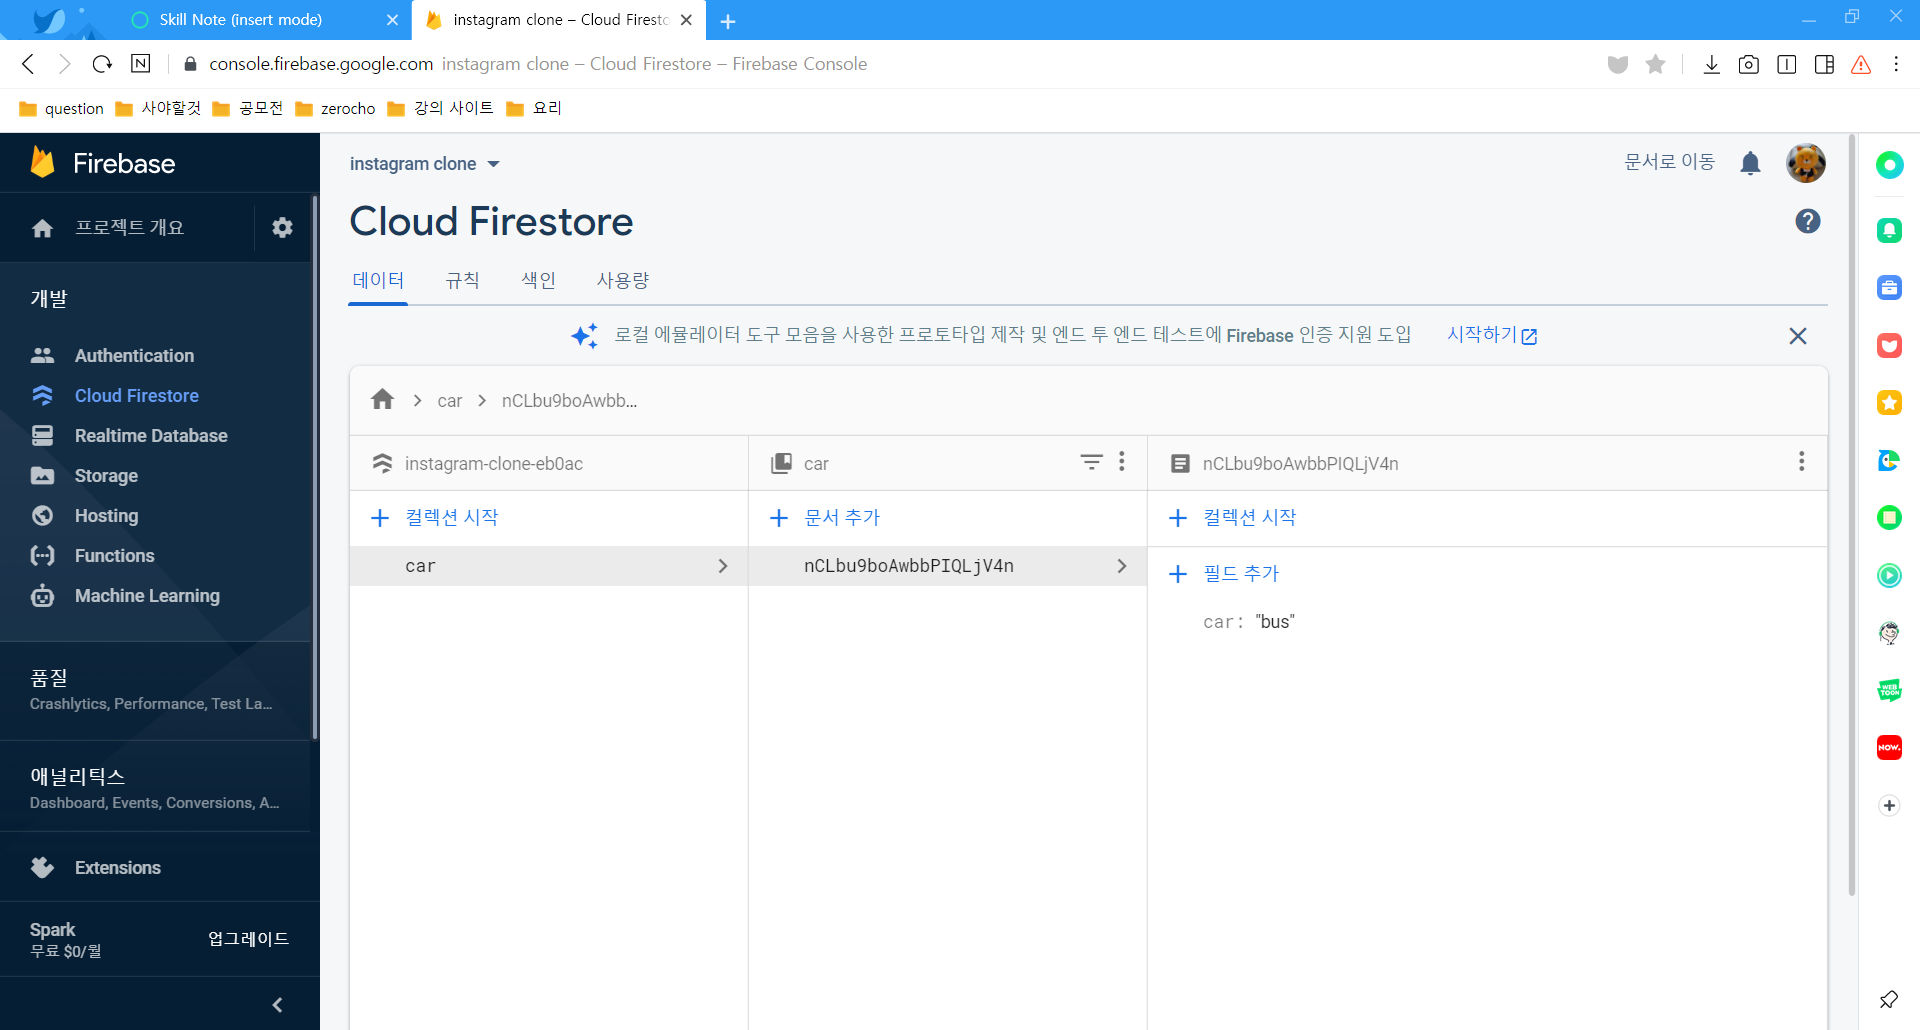 Skill Note (insert mode)
instagram clone – Cloud Firesto
console.firebase.google.com instagram clone – Cloud Firestore – Firebase Console
question 사야할것 공모전 zerocho 강의 사이트 요리
Firebase
프로젝트 개요
개발
Authentication
Cloud Firestore
Realtime Database
Storage
Hosting
Functions
Machine Learning
품질
Crashlytics, Performance, Test La...
애널리틱스
Dashboard, Events, Conversions, A...
Extensions
Spark
무료 $0/월
업그레이드
instagram clone
문서로 이동
Cloud Firestore
데이터 규칙 색인 사용량
로컬 에뮬레이터 도구 모음을 사용한 프로토타입 제작 및 엔드 투 엔드 테스트에 Firebase 인증 지원 도입 시작하기
car nCLbu9boAwbb...
instagram-clone-eb0ac
컬렉션 시작
car
car
문서 추가
nCLbu9boAwbbPIQLjV4n
nCLbu9boAwbbPIQLjV4n
컬렉션 시작
필드 추가
car: "bus"
WEB
TOON
NOW.